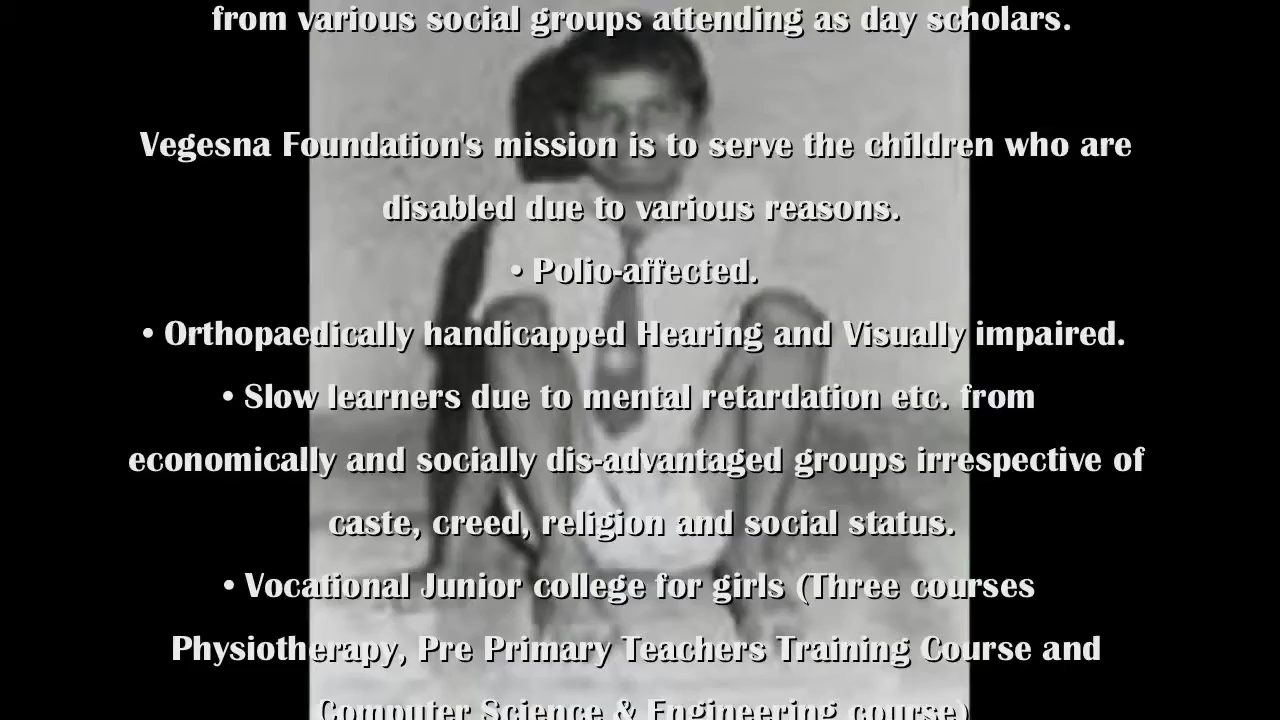 from various social groups attending as day scholars.
Vegesna Foundation's mission is to serve the children who are
disabled due to various reasons.
• Polio-affected.
• Orthopaedically handicapped Hearing and Visually impaired.
• Slow learners due to mental retardation etc. from
economically and socially dis-advantaged groups irrespective of
caste, creed, religion and social status.
• Vocational Junior college for girls (Three courses
Physiotherapy, Pre Primary Teachers Training Course and
Computer Science & Engineering course)